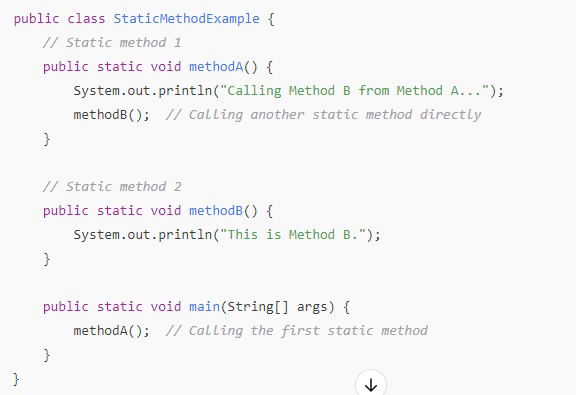 public class StaticMethodExample {
// Static method 1
public static void methodA() {
System.out.println("Calling Method B from Method A...");
methodB();  // Calling another static method directly
}
// Static method 2
public static void methodB() {
System.out.println("This is Method B.");
}
public static void main(String[] args) {
methodA();  // Calling the first static method
}
}